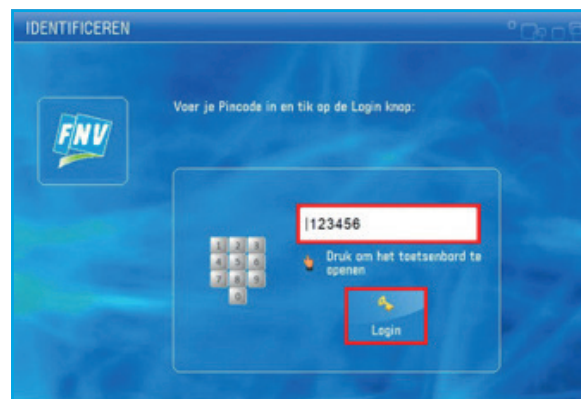 IDENTIFICEREN
FNV
Voer je Pincode in en tik op de Login knop:
123456
1 2 3
4 5 6
7 8 9
0
Druk om het toetsenbord te
openen
Login